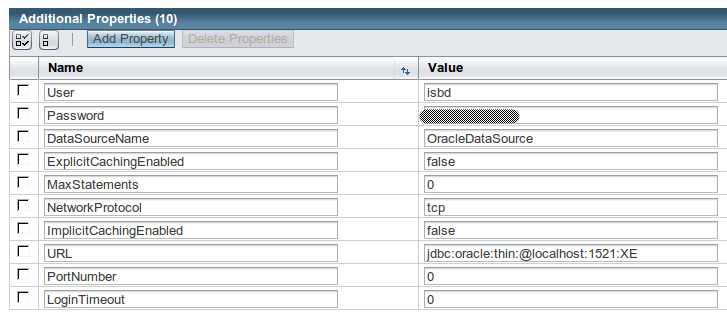 Additional Properties (10)
Add Property Delete Properties
Name Value
User isbd
Password
DataSourceName OracleDataSource
ExplicitCachingEnabled false
MaxStatements 0
NetworkProtocol tcp
ImplicitCachingEnabled false
URL jdbc:oracle:thin:@localhost:1521:XE
PortNumber 0
LoginTimeout 0